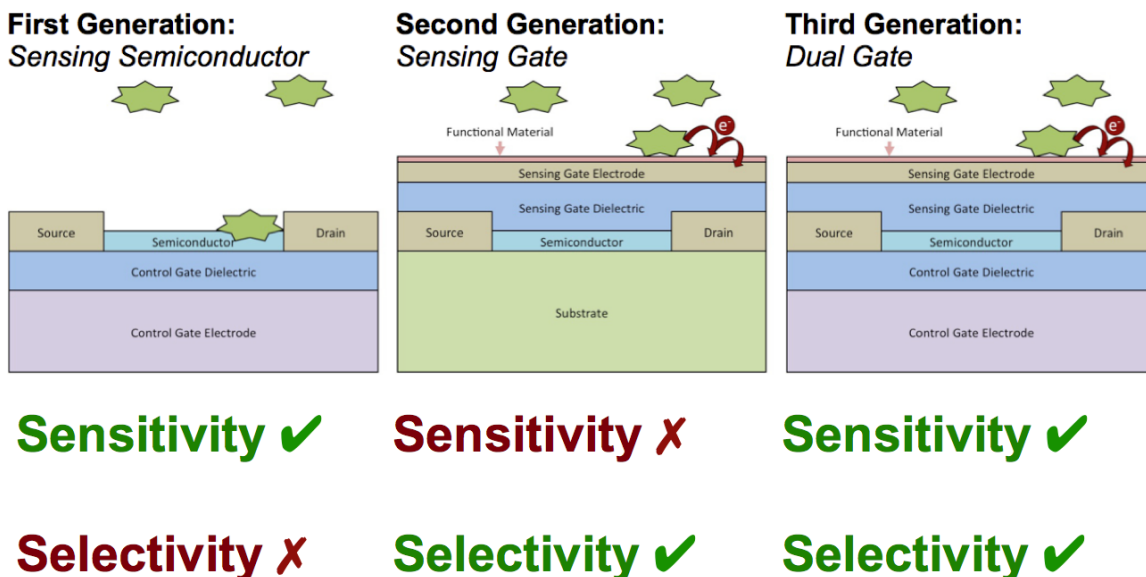 First Generation:
Sensing Semiconductor
Source
Semiconductor
Drain
Control Gate Dielectric
Control Gate Electrode
Sensitivity ✔
Selectivity ✗
Second Generation:
Sensing Gate
Functional Material
e-
Sensing Gate Electrode
Sensing Gate Dielectric
Source
Semiconductor
Drain
Substrate
Sensitivity ✗
Selectivity ✔
Third Generation:
Dual Gate
Functional Material
e-
Sensing Gate Electrode
Sensing Gate Dielectric
Source
Semiconductor
Drain
Control Gate Dielectric
Control Gate Electrode
Sensitivity ✔
Selectivity ✔